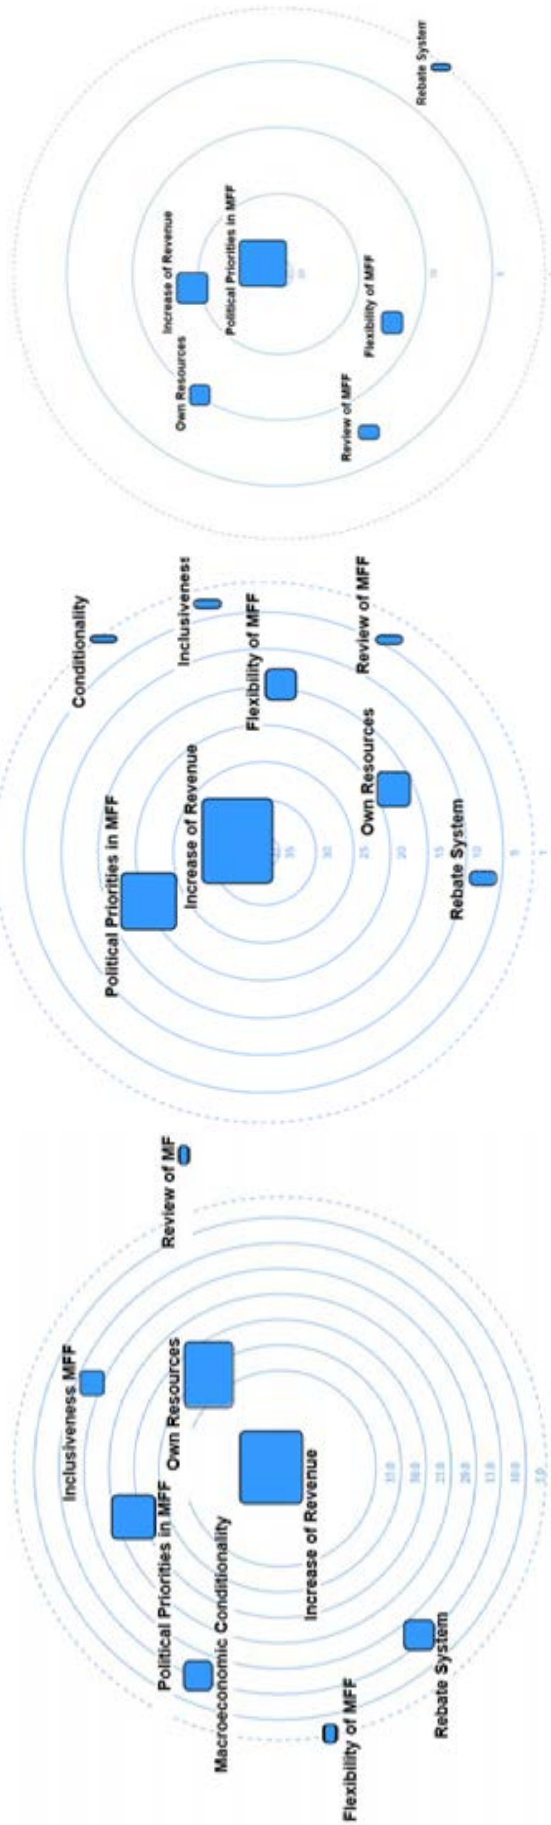 Inclusiveness MFF
Review of MF
Political Priorities in MFF
Own Resources
Macroeconomic Conditionality
Increase of Revenue
Flexibility of MFF
Rebate System
Conditionality
Political Priorities in MFF
Inclusiveness
Increase of Revenue
Flexibility of MFF
35
30
25
20
15
10
5
Own Resources
Review of MFF
Rebate System
Increase of Revenue
Own Resources
Political Priorities in MFF
Review of MFF
Flexibility of MFF
Rebate System